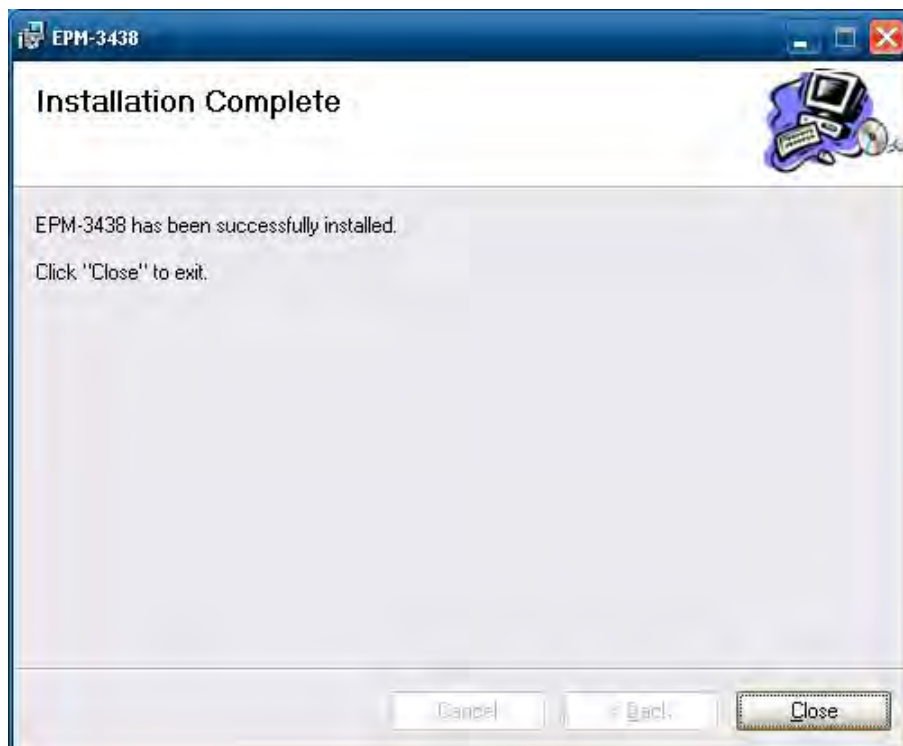 EPM-3438
Installation Complete
EPM-3438 has been successfully installed.
Click "Close" to exit.
Cancel
< Back
Close